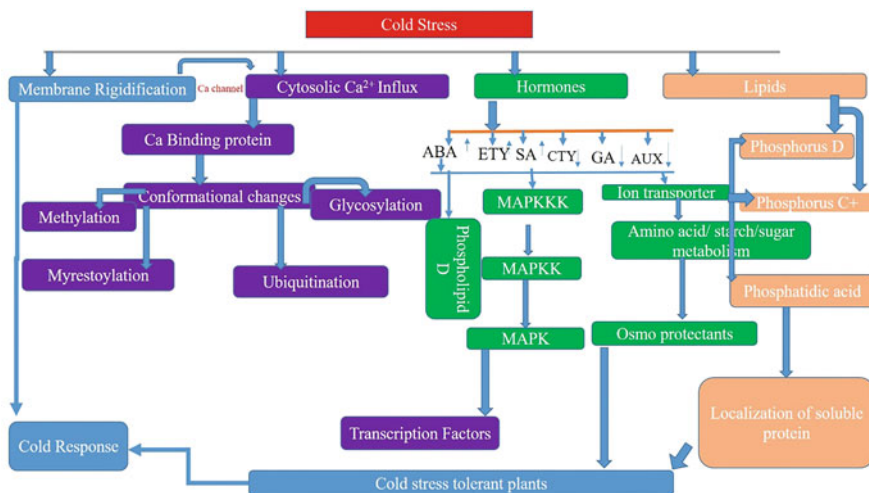 Cold Stress
Membrane Rigidification
Ca channel
Cytosolic Ca²⁺ Influx
Hormones
Lipids
Ca Binding protein
ABA
ETY
SA
CTY
GA
AUX
Phosphorus D
Conformational changes
Glycosylation
Methylation
MAPKKK
Ion transporter
Phosphorus C+
Phospholipid
D
Amino acid/ starch/sugar
metabolism
Myrestoylation
Ubiquitination
MAPKK
Phosphatidic acid
MAPK
Osmo protectants
Localization of soluble
protein
Transcription Factors
Cold Response
Cold stress tolerant plants